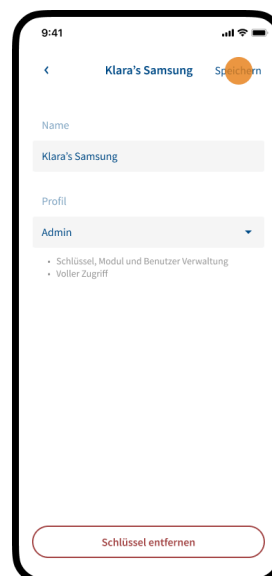 9:41
Klara's Samsung Speichern
Name
Klara's Samsung
Profil
Admin
• Schlüssel, Modul und Benutzer Verwaltung
• Voller Zugriff
Schlüssel entfernen